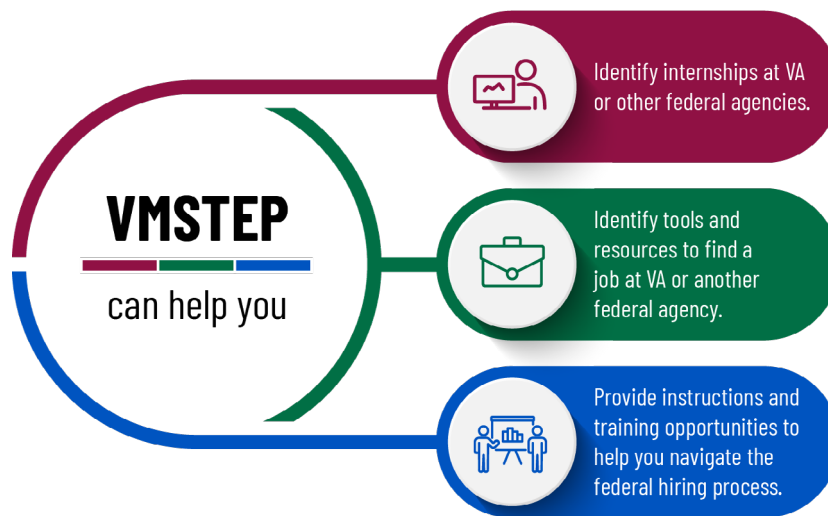 VMSTEP
can help you
Identify internships at VA
or other federal agencies.
Identify tools and
resources to find a
job at VA or another
federal agency.
Provide instructions and
training opportunities to
help you navigate the
federal hiring process.